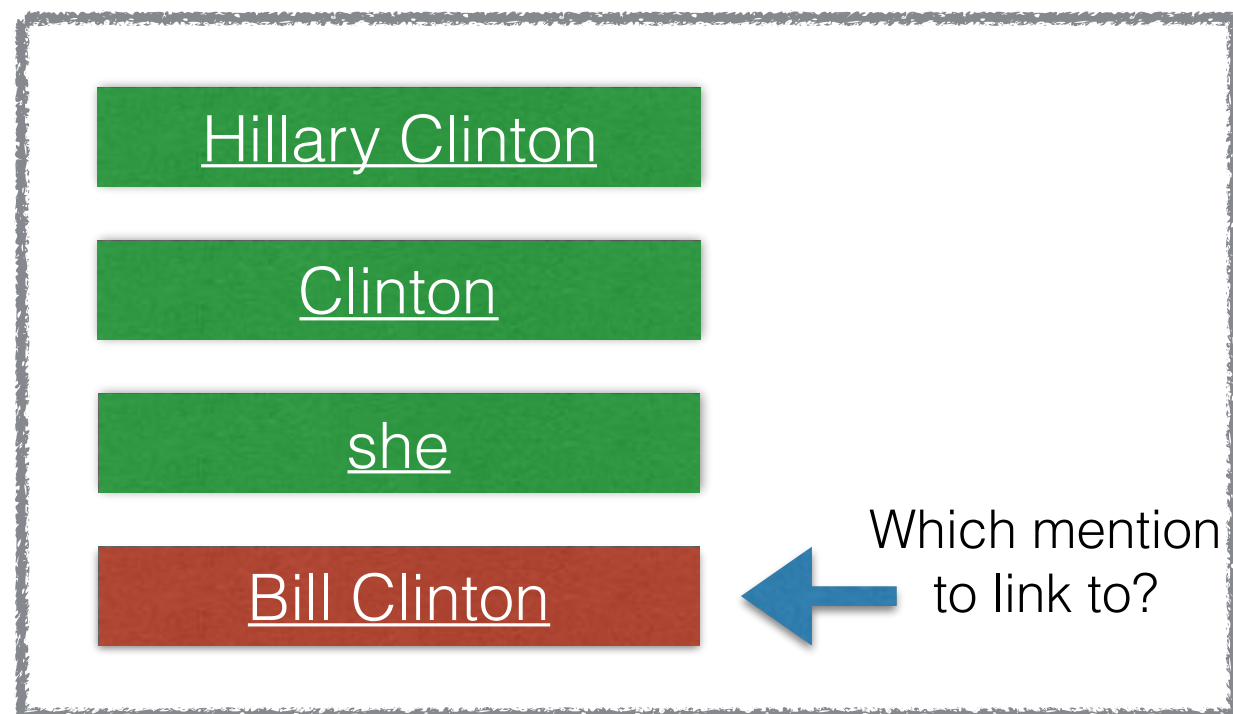 Hillary Clinton
Clinton
she
Bill Clinton
Which mention
to link to?